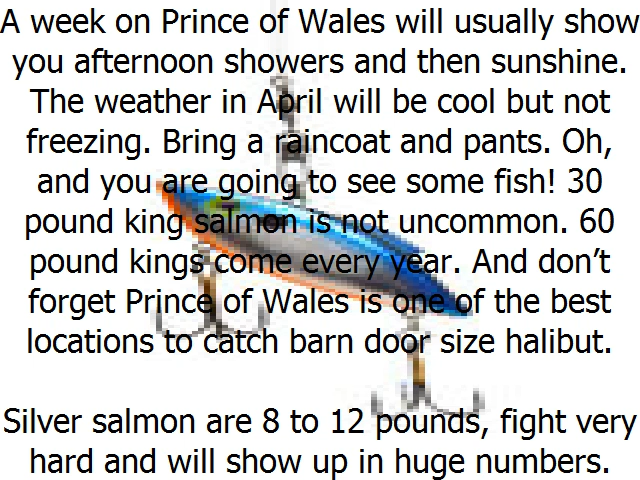 A week on Prince of Wales will usually show
you afternoon showers and then sunshine.
The weather in April will be cool but not
freezing. Bring a raincoat and pants. Oh,
and you are going to see some fish! 30
pound king salmon is not uncommon. 60
pound kings come every year. And don’t
forget Prince of Wales is one of the best
locations to catch barn door size halibut.
Silver salmon are 8 to 12 pounds, fight very
hard and will show up in huge numbers.